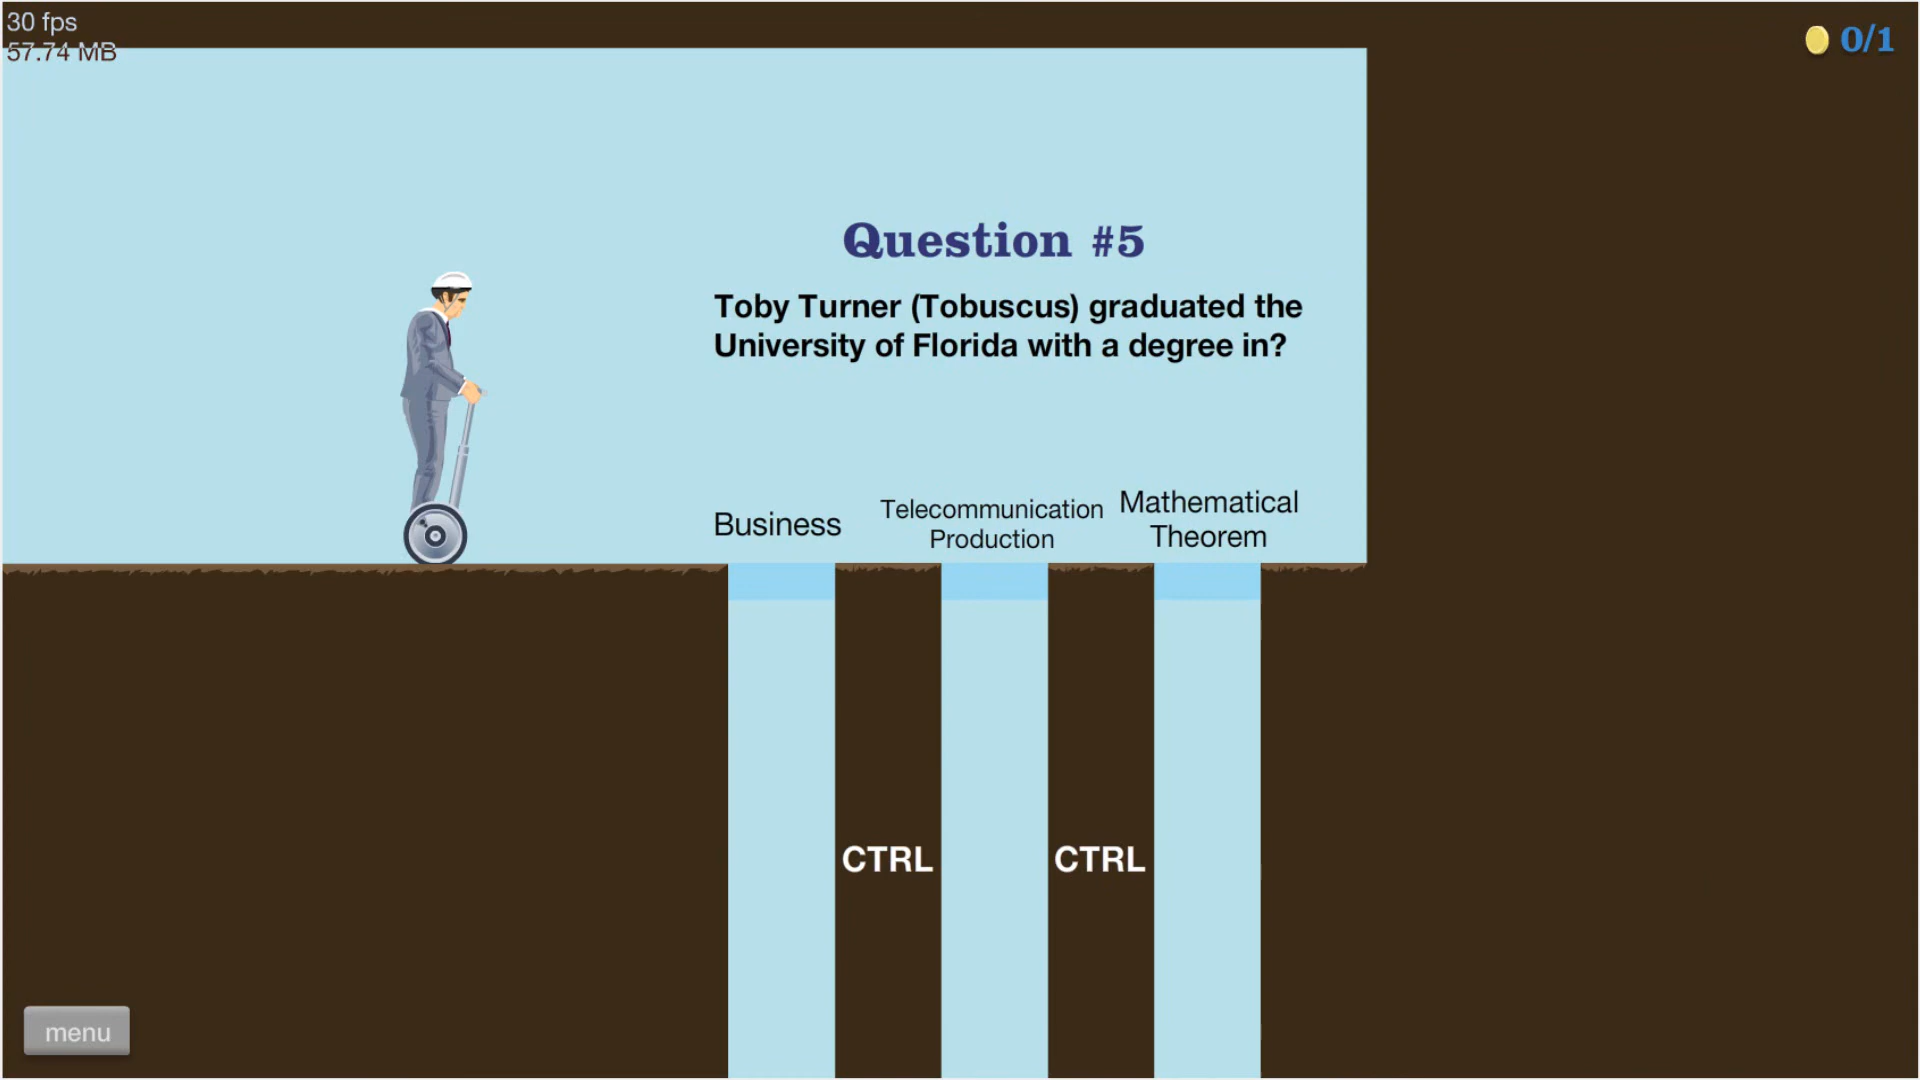 30 fps
57.74 MB
0/1
Question #5
Toby Turner (Tobuscus) graduated the
University of Florida with a degree in?
Business
Telecommunication
Production
Mathematical
Theorem
CTRL
CTRL
menu